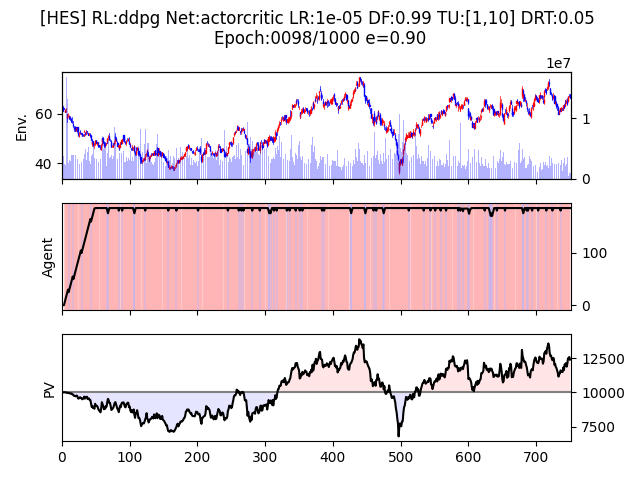 [HES] RL:ddpg Net:actorcritic LR:1e-05 DF:0.99 TU:[1,10] DRT:0.05
Epoch:0098/1000 e=0.90
1e7
Env.
60
40
1
0
Agent
100
0
PV
12500
10000
7500
0 100 200 300 400 500 600 700